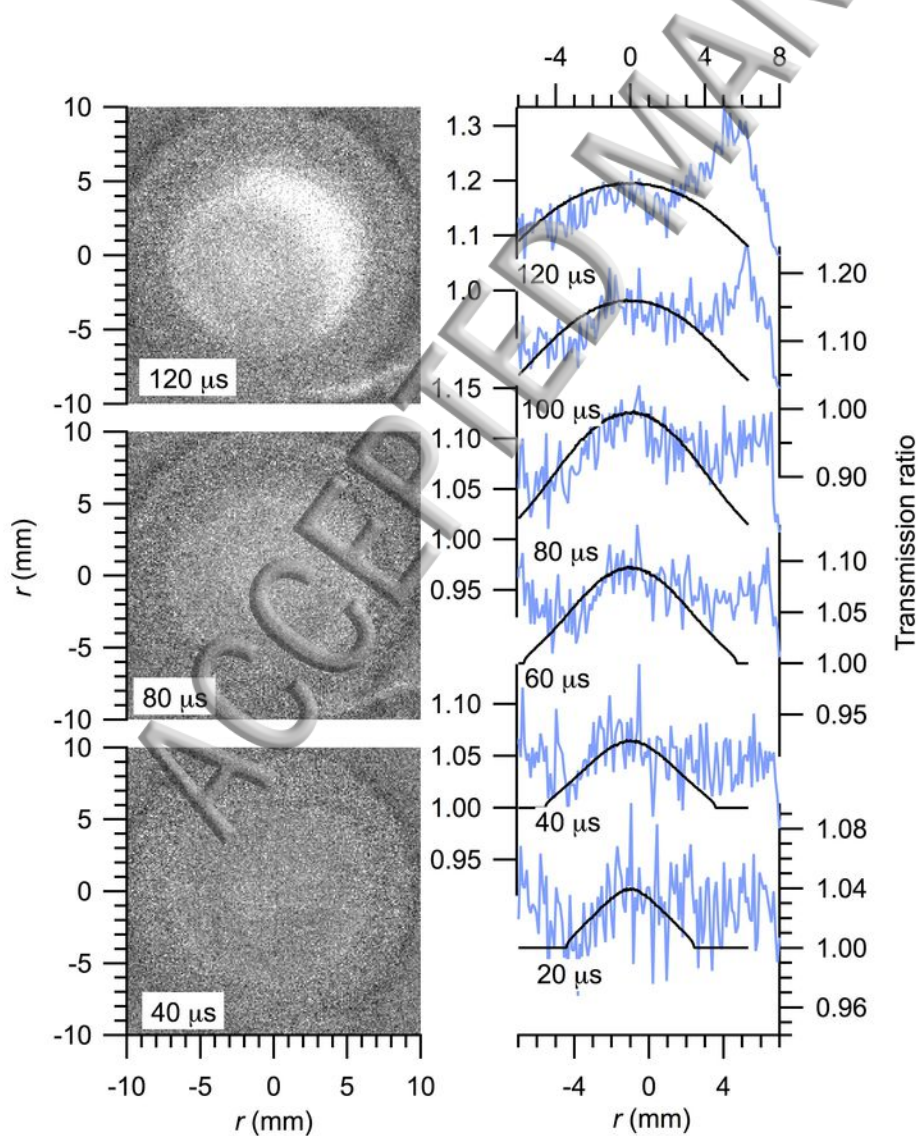 -4 0 4 8
10
5
0
-5
-10
120 μs
10
5
0
-5
-10
80 μs
10
5
0
-5
-10
40 μs
-10 -5 0 5 10
r (mm)
r (mm)
1.3
1.2
1.1
1.0
1.15
1.10
1.05
1.00
0.95
1.10
1.05
1.00
0.95
120 μs
100 μs
80 μs
60 μs
40 μs
20 μs
1.20
1.10
1.00
0.90
1.10
1.05
1.00
0.95
1.08
1.04
1.00
0.96
Transmission ratio
-4 0 4
r (mm)
ACCEPTED MAN